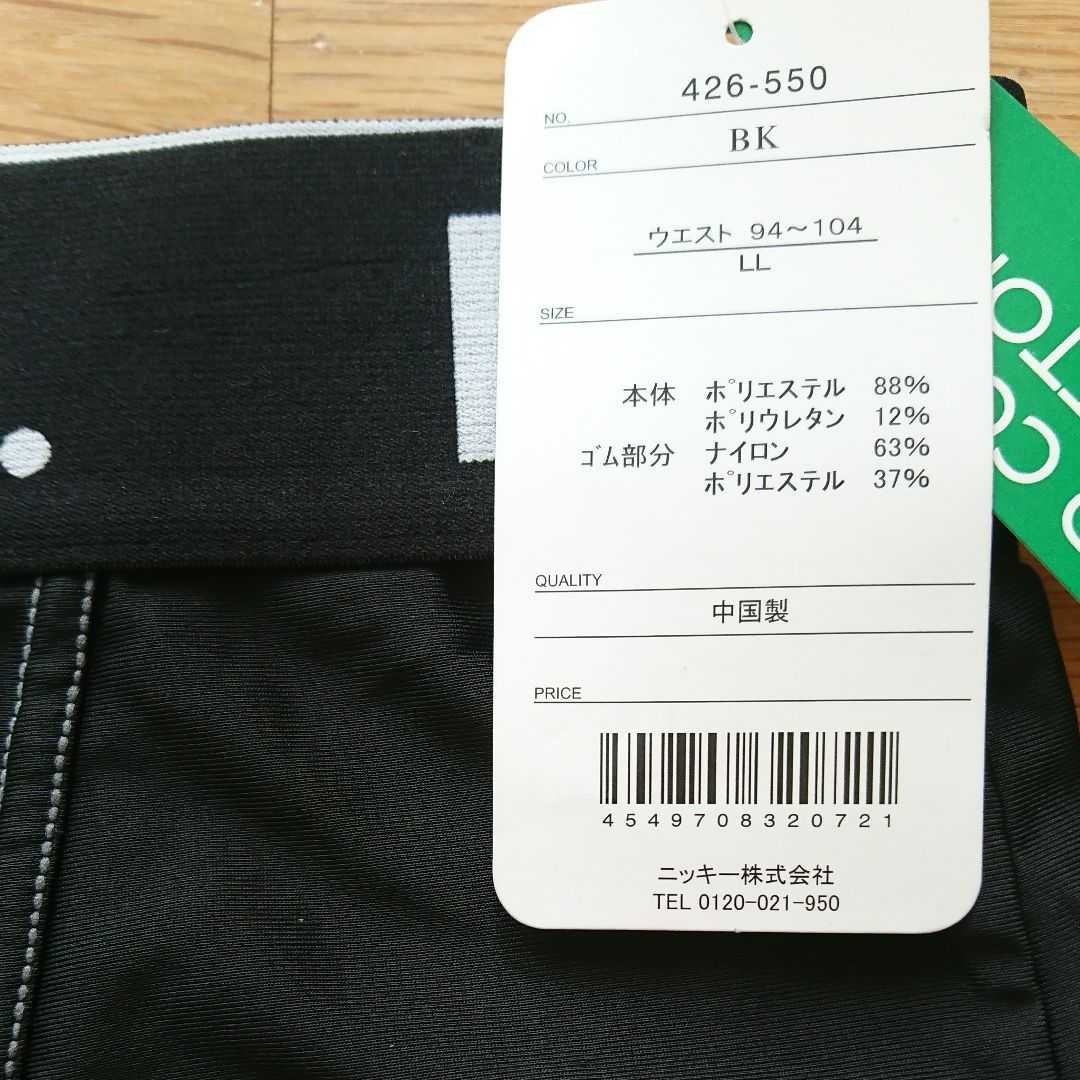 426-550
NO.
BK
COLOR
ウエスト 94～104
LL
SIZE
本体 ポリエステル 88%
ポリウレタン 12%
ゴム部分 ナイロン 63%
ポリエステル 37%
QUALITY
中国製
PRICE
4549708320721
ニッキー株式会社
TEL 0120-021-950